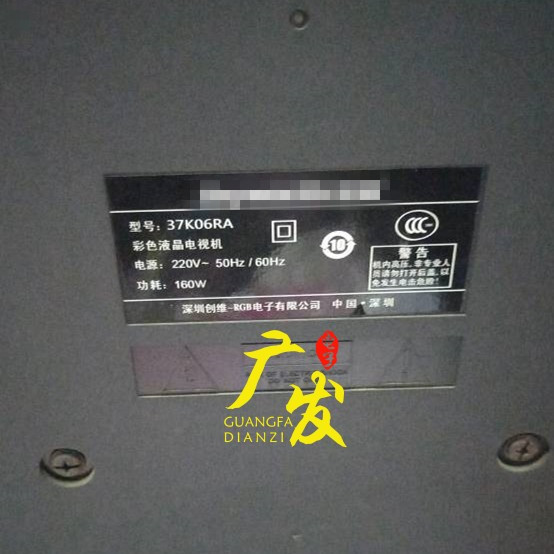 型号: 37K06RA
彩色液晶电视机
电源: 220V~ 50Hz / 60Hz
功耗: 160W
10
CCC
警告
机内高压,非专业人
员请勿打开后盖,以
免发生电击危险!
深圳创维-RGB电子有限公司 中国·深圳
广发
电子
GUANGFA
DIANZI